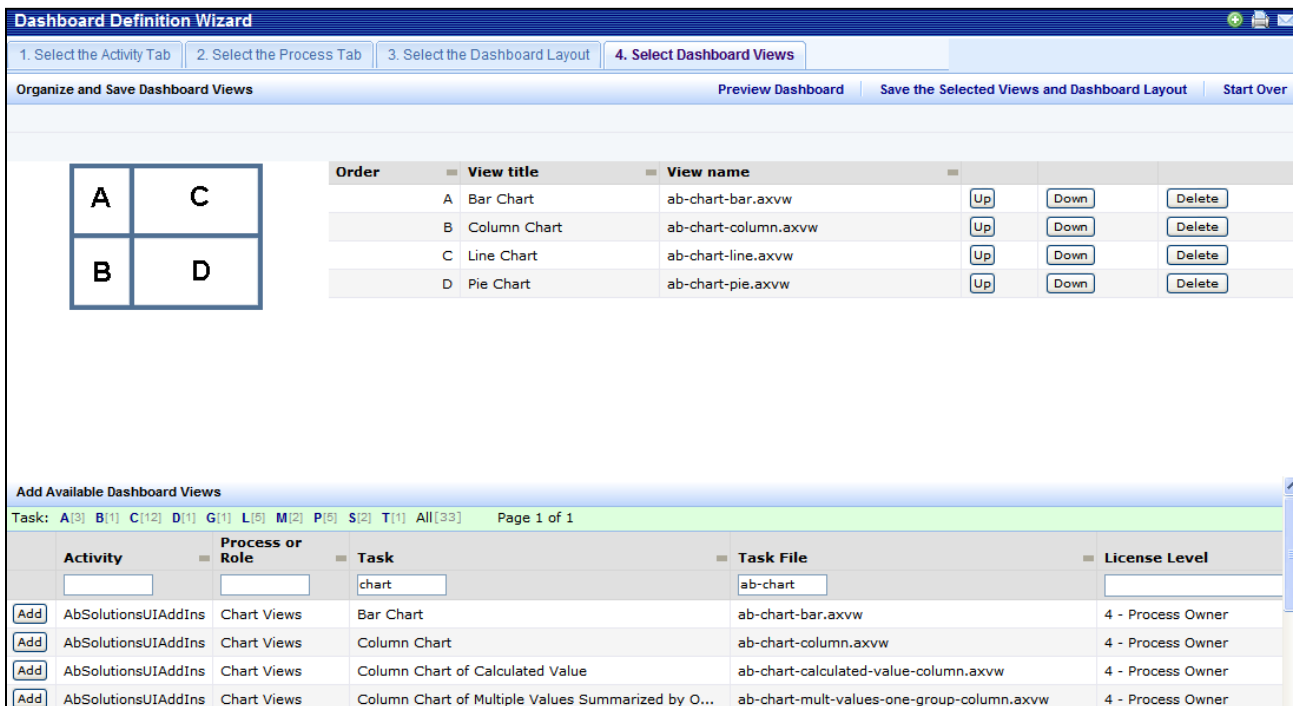 Dashboard Definition Wizard
1. Select the Activity Tab 2. Select the Process Tab 3. Select the Dashboard Layout 4. Select Dashboard Views
Organize and Save Dashboard Views Preview Dashboard Save the Selected Views and Dashboard Layout Start Over
A C
B D
Order View title View name
A Bar Chart ab-chart-bar.axvw Up Down Delete
B Column Chart ab-chart-column.axvw Up Down Delete
C Line Chart ab-chart-line.axvw Up Down Delete
D Pie Chart ab-chart-pie.axvw Up Down Delete
Add Available Dashboard Views
Task: A[3] B[1] C[12] D[1] G[1] L[5] M[2] P[5] S[2] T[1] All[33] Page 1 of 1
Activity Process or Role Task Task File License Level
chart ab-chart
Add AbSolutionsUIAddIns Chart Views Bar Chart ab-chart-bar.axvw 4 - Process Owner
Add AbSolutionsUIAddIns Chart Views Column Chart ab-chart-column.axvw 4 - Process Owner
Add AbSolutionsUIAddIns Chart Views Column Chart of Calculated Value ab-chart-calculated-value-column.axvw 4 - Process Owner
Add AbSolutionsUIAddIns Chart Views Column Chart of Multiple Values Summarized by O... ab-chart-mult-values-one-group-column.axvw 4 - Process Owner